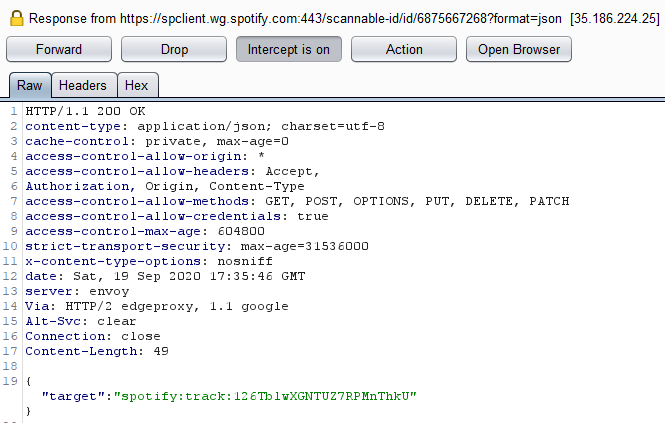 Response from https://spclient.wg.spotify.com:443/scannable-id/id/6875667268?format=json [35.186.224.25]
Forward Drop Intercept is on Action Open Browser
Raw Headers Hex
1 HTTP/1.1 200 OK
2 content-type: application/json; charset=utf-8
3 cache-control: private, max-age=0
4 access-control-allow-origin: *
5 access-control-allow-headers: Accept,
6 Authorization, Origin, Content-Type
7 access-control-allow-methods: GET, POST, OPTIONS, PUT, DELETE, PATCH
8 access-control-allow-credentials: true
9 access-control-max-age: 604800
10 strict-transport-security: max-age=31536000
11 x-content-type-options: nosniff
12 date: Sat, 19 Sep 2020 17:35:46 GMT
13 server: envoy
14 Via: HTTP/2 edgeproxy, 1.1 google
15 Alt-Svc: clear
16 Connection: close
17 Content-Length: 49
18
19 {
"target":"spotify:track:126TblwXGNTUZ7RPMnThkU"
}